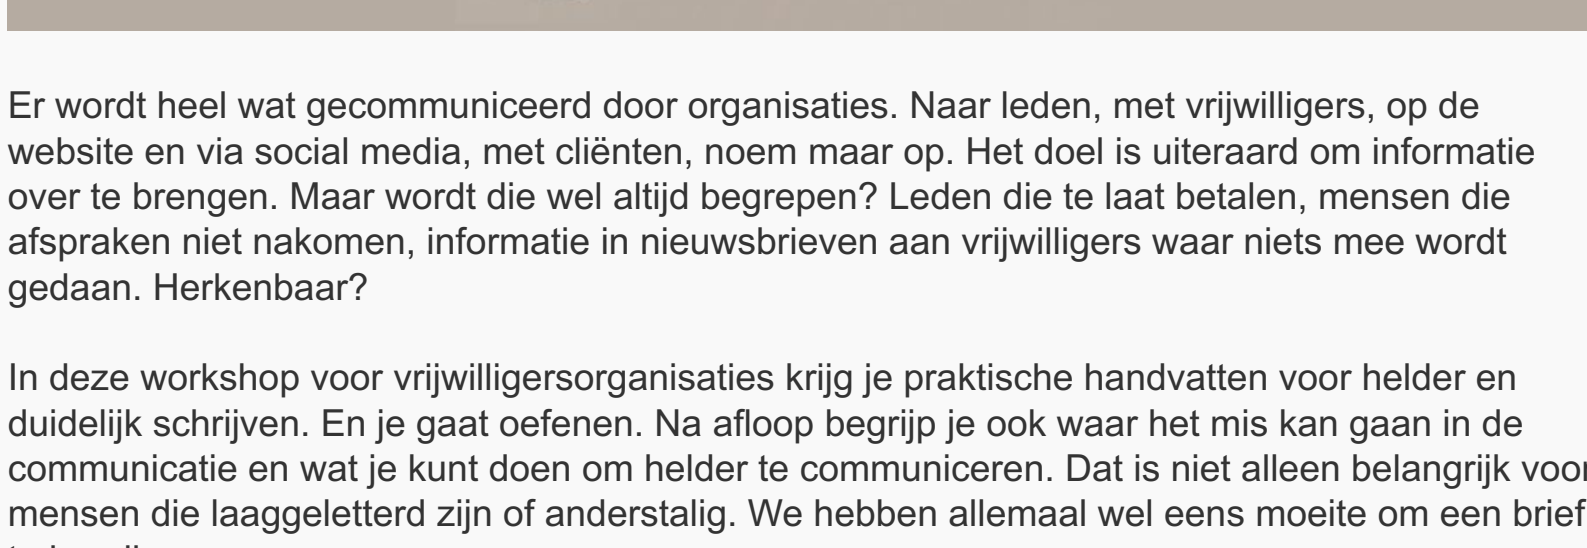 Er wordt heel wat gecommuniceerd door organisaties. Naar leden, met vrijwilligers, op de
website en via social media, met cliënten, noem maar op. Het doel is uiteraard om informatie
over te brengen. Maar wordt die wel altijd begrepen? Leden die te laat betalen, mensen die
afspraken niet nakomen, informatie in nieuwsbrieven aan vrijwilligers waar niets mee wordt
gedaan. Herkenbaar?
In deze workshop voor vrijwilligersorganisaties krijg je praktische handvatten voor helder en
duidelijk schrijven. En je gaat oefenen. Na afloop begrijp je ook waar het mis kan gaan in de
communicatie en wat je kunt doen om helder te communiceren. Dat is niet alleen belangrijk voor
mensen die laaggeletterd zijn of anderstalig. We hebben allemaal wel eens moeite om een brief